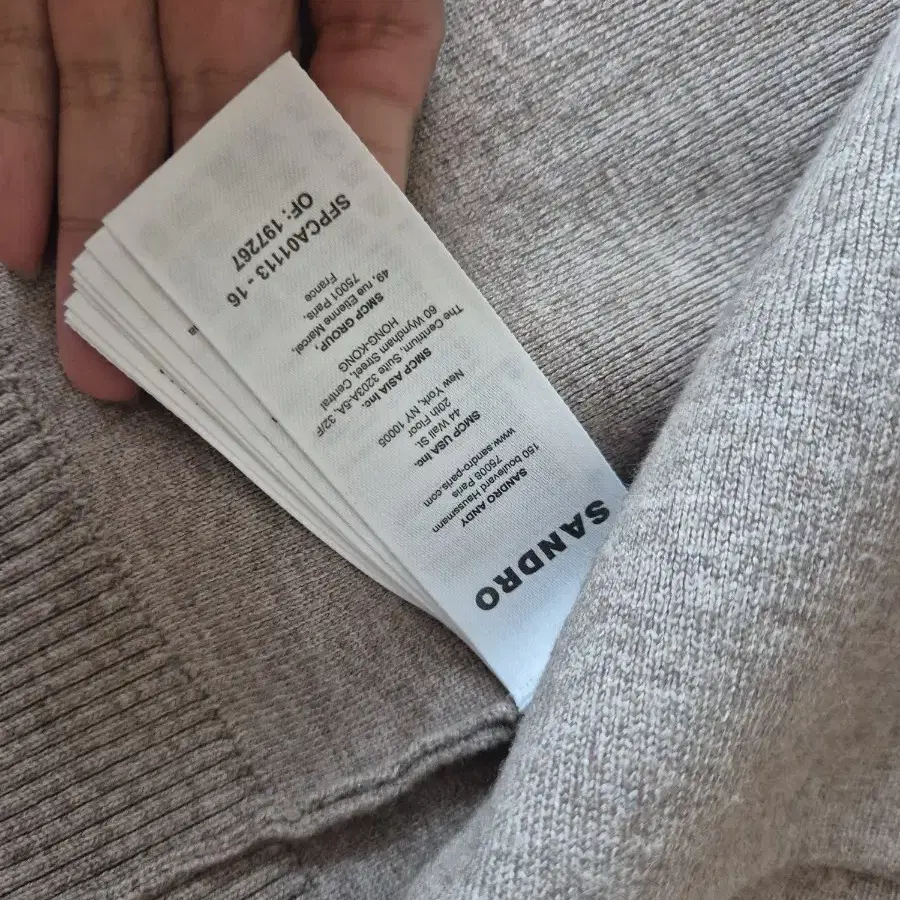 SANDRO
SANDRO ANDY
150 boulevard Haussmann
75008 Paris
www.sandro-paris.com
SMCP USA Inc.
44 Wall St.
20th Floor
New York, NY 10005
SMCP ASIA Inc.
The Centrium, Suite 3203A-5A, 32/F
60 Wyndham Street, Central
HONG-KONG
SMCP GROUP,
49, rue Etienne Marcel,
75001 Paris,
France
SFPCA01113 - 16
OF: 197267